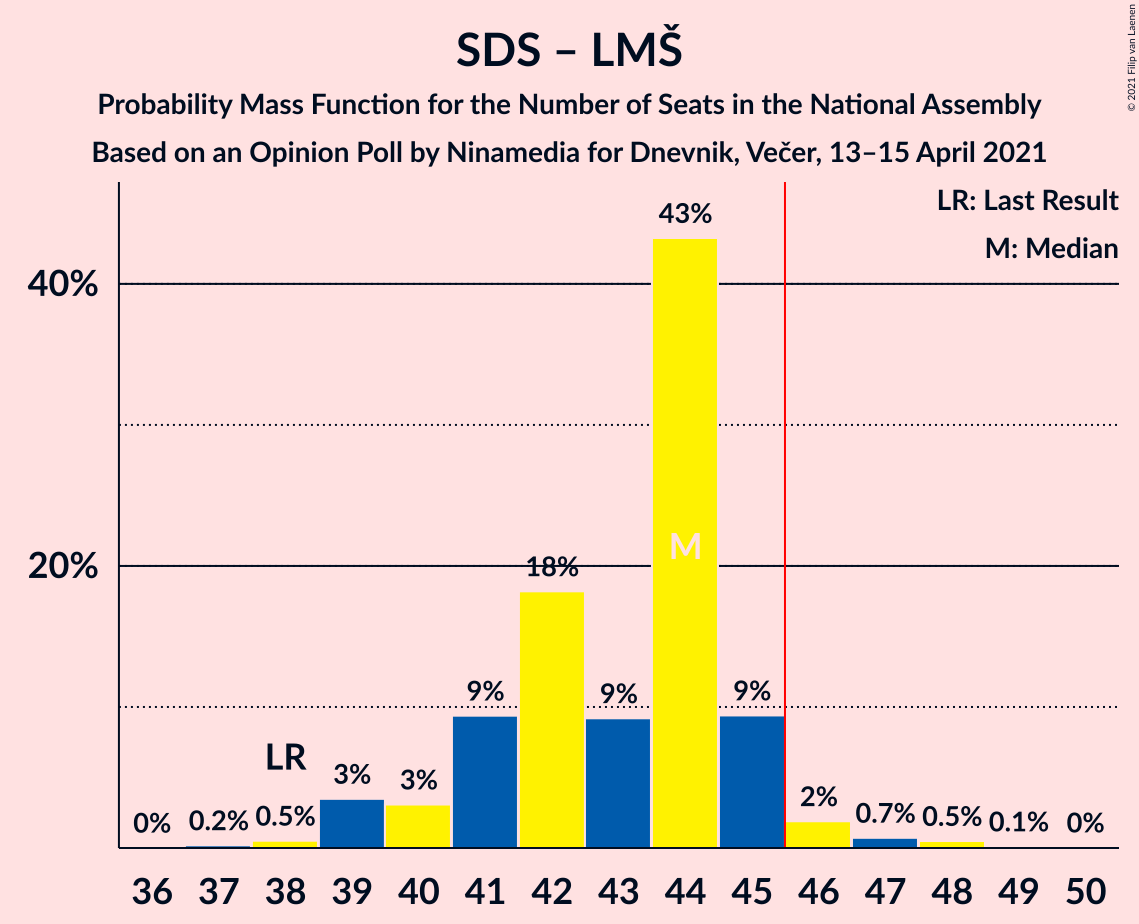 © 2021 Filip van Laenen
SDS – LMŠ
Probability Mass Function for the Number of Seats in the National Assembly
Based on an Opinion Poll by Ninamedia for Dnevnik, Večer, 13–15 April 2021
LR: Last Result
M: Median
43%
40%
M
20%
18%
9%
9%
9%
LR
3%
3%
2%
0%
0.2%
0.5%
0.7%
0.5%
0.1%
0%
36 37 38 39 40 41 42 43 44 45 46 47 48 49 50